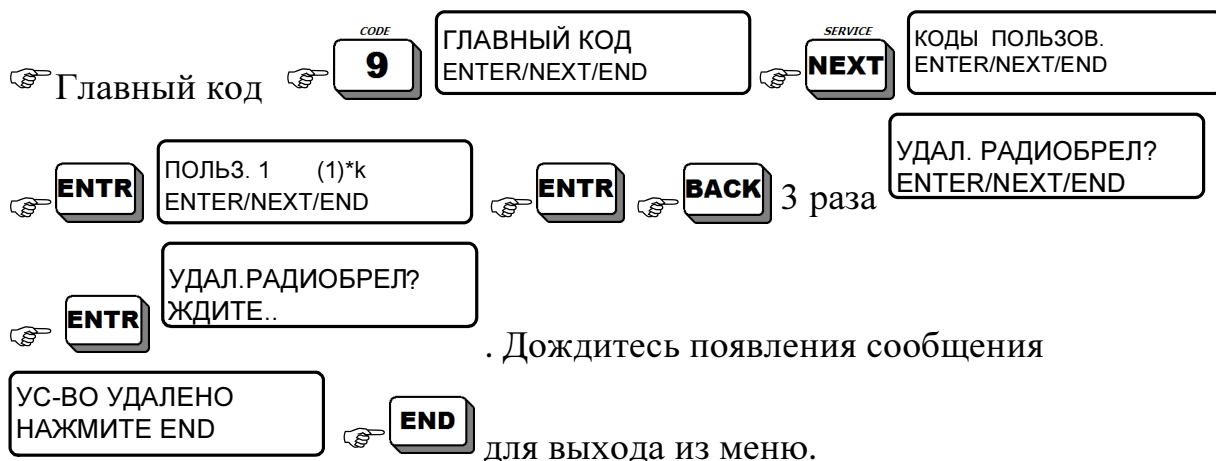 CODE SERVICE
Главный код 9 ГЛАВНЫЙ КОД NEXT КОДЫ ПОЛЬЗОВ.
ENTER/NEXT/END ENTER/NEXT/END
ENTR ПОЛЬЗ. 1 (1)*k ENTR BACK 3 раза УДАЛ. РАДИОБРЕЛ?
ENTER/NEXT/END ENTER/NEXT/END
ENTR УДАЛ.РАДИОБРЕЛ?
ЖДИТЕ.. . Дождитесь появления сообщения
УС-ВО УДАЛЕНО
НАЖМИТЕ END END для выхода из меню.